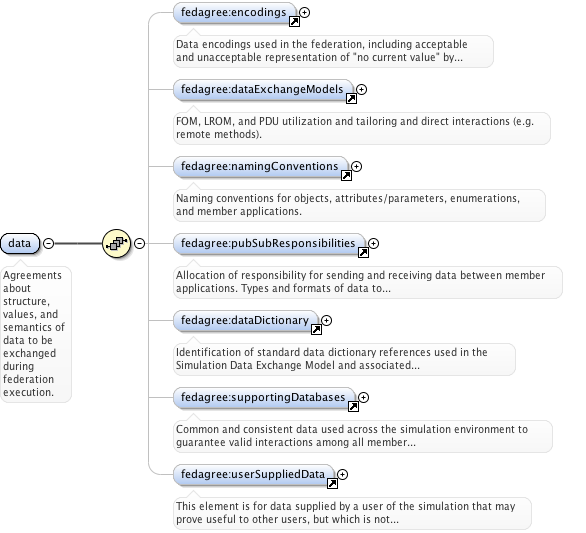 fedagree:encodings
Data encodings used in the federation, including acceptable
and unacceptable representation of "no current value" by...
fedagree:dataExchangeModels
FOM, LROM, and PDU utilization and tailoring and direct interactions (e.g.
remote methods).
fedagree:namingConventions
Naming conventions for objects, attributes/parameters, enumerations,
and member applications.
data
Agreements
about
structure,
values, and
semantics of
data to be
exchanged
during
federation
execution.
fedagree:pubSubResponsibilities
Allocation of responsibility for sending and receiving data between member
applications. Types and formats of data to...
fedagree:dataDictionary
Identification of standard data dictionary references used in the
Simulation Data Exchange Model and associated...
fedagree:supportingDatabases
Common and consistent data used across the simulation environment to
guarantee valid interactions among all member...
fedagree:userSuppliedData
This element is for data supplied by a user of the simulation that may
prove useful to other users, but which is not...